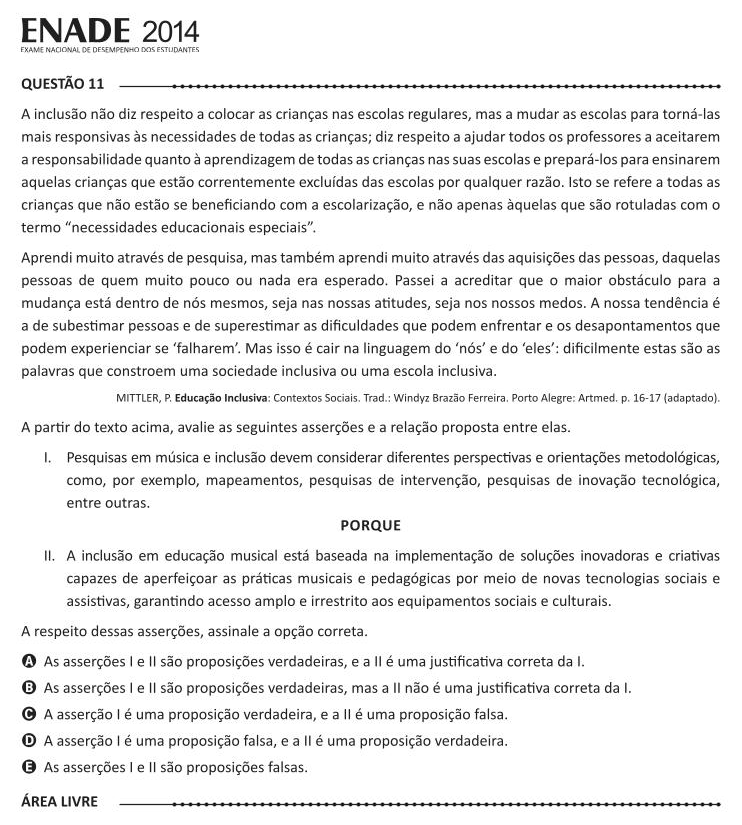 ENADE 2014
EXAME NACIONAL DE DESEMPENHO DOS ESTUDANTES
QUESTÃO 11
A inclusão não diz respeito a colocar as crianças nas escolas regulares, mas a mudar as escolas para torná-las
mais responsivas às necessidades de todas as crianças; diz respeito a ajudar todos os professores a aceitarem
a responsabilidade quanto à aprendizagem de todas as crianças nas suas escolas e prepará-los para ensinarem
aquelas crianças que estão correntemente excluídas das escolas por qualquer razão. Isto se refere a todas as
crianças que não estão se beneficiando com a escolarização, e não apenas àquelas que são rotuladas com o
termo “necessidades educacionais especiais”.
Aprendi muito através de pesquisa, mas também aprendi muito através das aquisições das pessoas, daquelas
pessoas de quem muito pouco ou nada era esperado. Passei a acreditar que o maior obstáculo para a
mudança está dentro de nós mesmos, seja nas nossas atitudes, seja nos nossos medos. A nossa tendência é
a de subestimar pessoas e de superestimar as dificuldades que podem enfrentar e os desapontamentos que
podem experienciar se ‘falharem’. Mas isso é cair na linguagem do ‘nós’ e do ‘eles’: dificilmente estas são as
palavras que constroem uma sociedade inclusiva ou uma escola inclusiva.
MITTLER, P. Educação Inclusiva: Contextos Sociais. Trad.: Windyz Brazão Ferreira. Porto Alegre: Artmed. p. 16-17 (adaptado).
A partir do texto acima, avalie as seguintes asserções e a relação proposta entre elas.
I. Pesquisas em música e inclusão devem considerar diferentes perspectivas e orientações metodológicas,
como, por exemplo, mapeamentos, pesquisas de intervenção, pesquisas de inovação tecnológica,
entre outras.
PORQUE
II. A inclusão em educação musical está baseada na implementação de soluções inovadoras e criativas
capazes de aperfeiçoar as práticas musicais e pedagógicas por meio de novas tecnologias sociais e
assistivas, garantindo acesso amplo e irrestrito aos equipamentos sociais e culturais.
A respeito dessas asserções, assinale a opção correta.
A As asserções I e II são proposições verdadeiras, e a II é uma justificativa correta da I.
B As asserções I e II são proposições verdadeiras, mas a II não é uma justificativa correta da I.
C A asserção I é uma proposição verdadeira, e a II é uma proposição falsa.
D A asserção I é uma proposição falsa, e a II é uma proposição verdadeira.
E As asserções I e II são proposições falsas.
ÁREA LIVRE